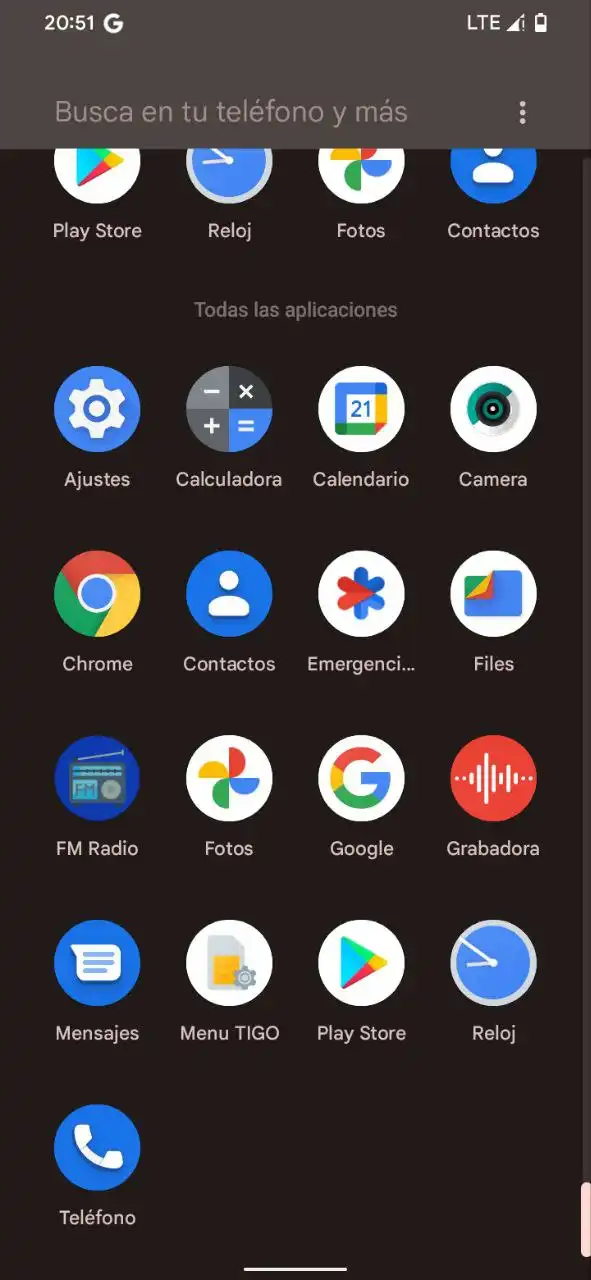 20:51 LTE
Busca en tu teléfono y más
Play Store Reloj Fotos Contactos
Todas las aplicaciones
21
Ajustes Calculadora Calendario Camera
Chrome Contactos Emergenci... Files
FM
FM Radio Fotos Google Grabadora
Mensajes Menu TIGO Play Store Reloj
Teléfono